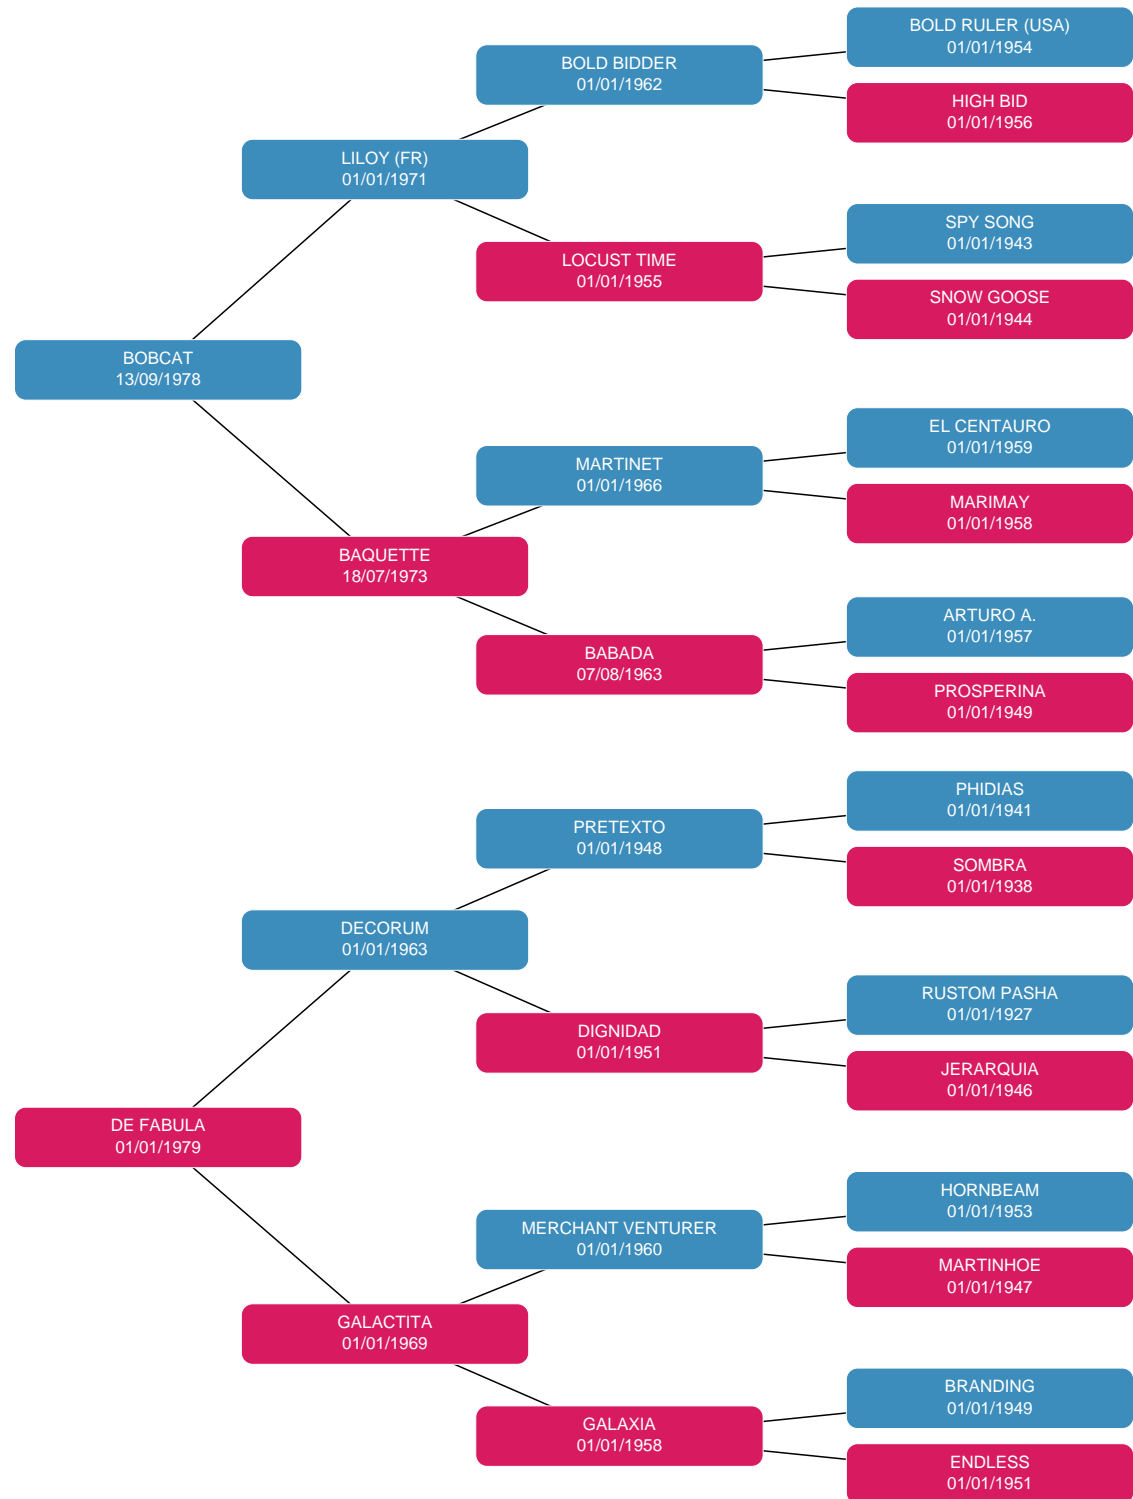 BOLD RULER (USA)
01/01/1954
BOLD BIDDER
01/01/1962
HIGH BID
01/01/1956
LILOY (FR)
01/01/1971
SPY SONG
01/01/1943
LOCUST TIME
01/01/1955
SNOW GOOSE
01/01/1944
BOBCAT
13/09/1978
EL CENTAURO
01/01/1959
MARTINET
01/01/1966
MARIMAY
01/01/1958
BAQUETTE
18/07/1973
ARTURO A.
01/01/1957
BABADA
07/08/1963
PROSPERINA
01/01/1949
PHIDIAS
01/01/1941
PRETEXTO
01/01/1948
SOMBRA
01/01/1938
DECORUM
01/01/1963
RUSTOM PASHA
01/01/1927
DIGNIDAD
01/01/1951
JERARQUIA
01/01/1946
DE FABULA
01/01/1979
HORNBEAM
01/01/1953
MERCHANT VENTURER
01/01/1960
MARTINHOE
01/01/1947
GALACTITA
01/01/1969
BRANDING
01/01/1949
GALAXIA
01/01/1958
ENDLESS
01/01/1951